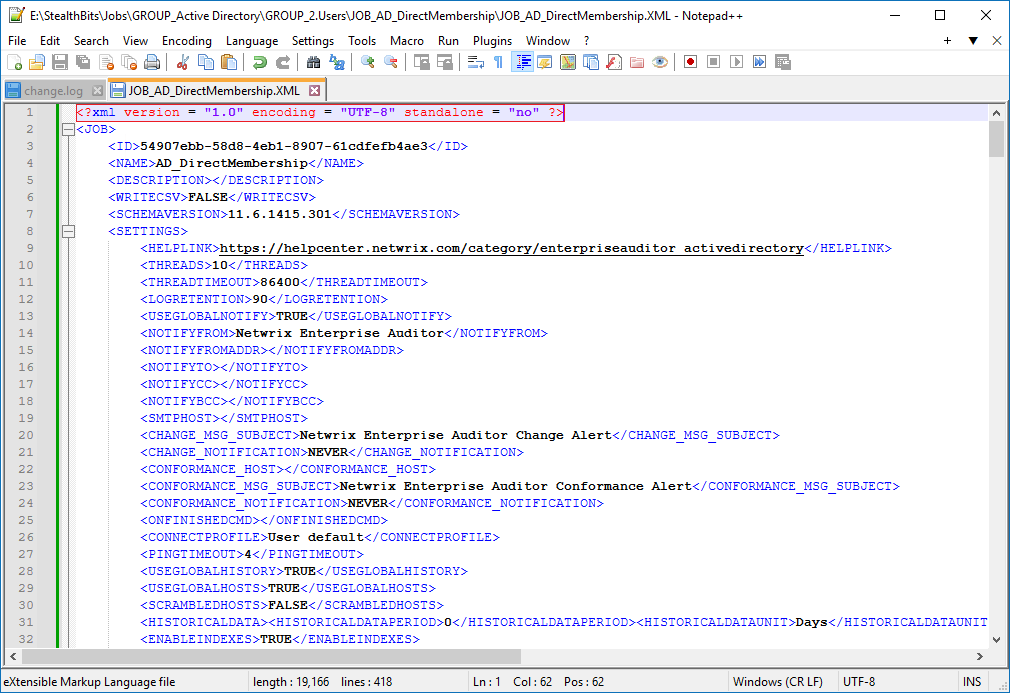 E:\StealthBits\Jobs\GROUP_Active Directory\GROUP_2.Users\JOB_AD_DirectMembership\JOB_AD_DirectMembership.XML - Notepad++
File Edit Search View Encoding Language Settings Tools Macro Run Plugins Window ? + ▼ X
change.log JOB_AD_DirectMembership.XML
1 <?xml version = "1.0" encoding = "UTF-8" standalone = "no" ?>
2 <JOB>
3 <ID>54907ebb-58d8-4eb1-8907-61cdfefb4ae3</ID>
4 <NAME>AD_DirectMembership</NAME>
5 <DESCRIPTION></DESCRIPTION>
6 <WRITECSV>FALSE</WRITECSV>
7 <SCHEMAVERSION>11.6.1415.301</SCHEMAVERSION>
8 <SETTINGS>
9 <HELPLINK>https://helpcenter.netwrix.com/category/enterpriseauditor_activedirectory</HELPLINK>
10 <THREADS>10</THREADS>
11 <THREADTIMEOUT>86400</THREADTIMEOUT>
12 <LOGRETENTION>90</LOGRETENTION>
13 <USEGLOBALNOTIFY>TRUE</USEGLOBALNOTIFY>
14 <NOTIFYFROM>Netwrix Enterprise Auditor</NOTIFYFROM>
15 <NOTIFYFROMADDR></NOTIFYFROMADDR>
16 <NOTIFYTO></NOTIFYTO>
17 <NOTIFYCC></NOTIFYCC>
18 <NOTIFYBCC></NOTIFYBCC>
19 <SMTPHOST></SMTPHOST>
20 <CHANGE_MSG_SUBJECT>Netwrix Enterprise Auditor Change Alert</CHANGE_MSG_SUBJECT>
21 <CHANGE_NOTIFICATION>NEVER</CHANGE_NOTIFICATION>
22 <CONFORMANCE_HOST></CONFORMANCE_HOST>
23 <CONFORMANCE_MSG_SUBJECT>Netwrix Enterprise Auditor Conformance Alert</CONFORMANCE_MSG_SUBJECT>
24 <CONFORMANCE_NOTIFICATION>NEVER</CONFORMANCE_NOTIFICATION>
25 <ONFINISHEDCMD></ONFINISHEDCMD>
26 <CONNECTPROFILE>User default</CONNECTPROFILE>
27 <PINGTIMEOUT>4</PINGTIMEOUT>
28 <USEGLOBALHISTORY>TRUE</USEGLOBALHISTORY>
29 <USEGLOBALHOSTS>TRUE</USEGLOBALHOSTS>
30 <SCRAMBLEDHOSTS>FALSE</SCRAMBLEDHOSTS>
31 <HISTORICALDATA><HISTORICALDATAPERIOD>0</HISTORICALDATAPERIOD><HISTORICALDATAUNIT>Days</HISTORICALDATAUNIT
32 <ENABLEINDEXES>TRUE</ENABLEINDEXES>
eXtensible Markup Language file length : 19,166 lines : 418 Ln : 1 Col : 62 Pos : 62 Windows (CR LF) UTF-8 INS